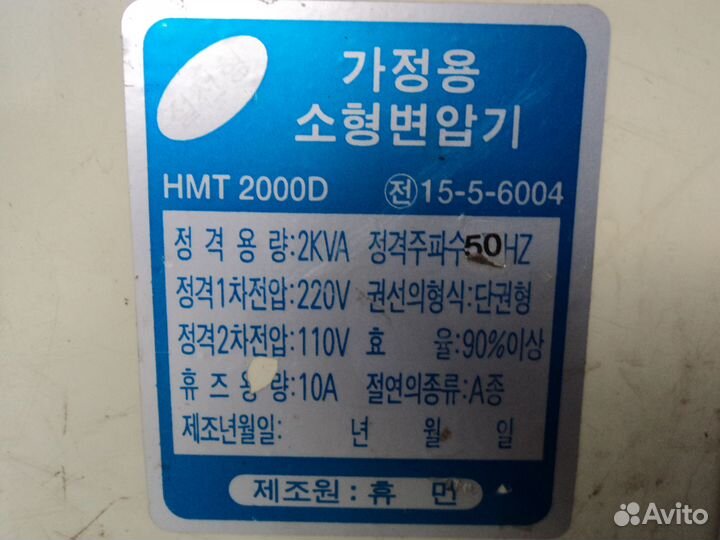 가정용
소형변압기
HMT 2000D 전 15-5-6004
정격용량:2KVA 정격주파수50HZ
정격1차전압:220V 권선의형식:단권형
정격2차전압:110V 효 율:90%이상
휴즈용량:10A 절연의종류:A종
제조년월일: 년 월 일
제조원:휴먼
Avito